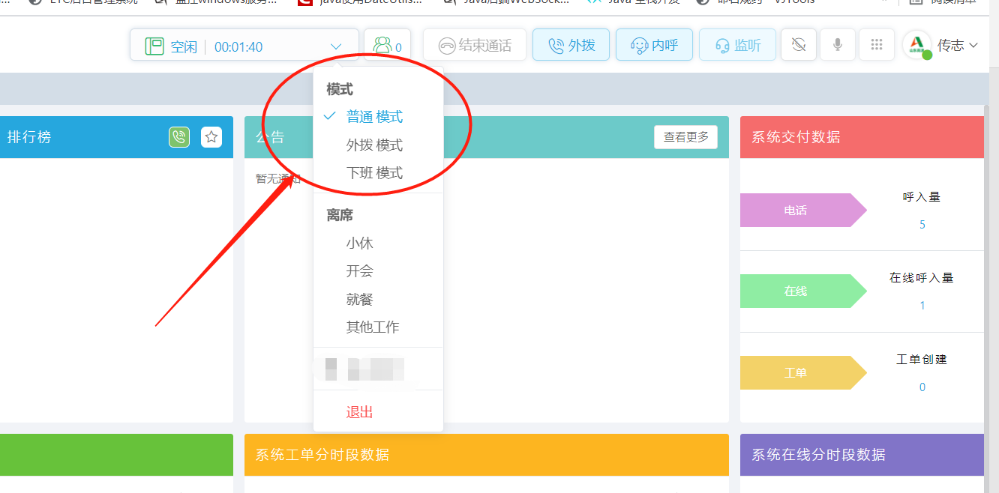 ETC后台管理系统
监控windows服务...
java使用DateUtils...
Java后端WebSock...
Java 全栈开发
命名规约
阅读清单
空闲 00:01:40
0
结束通话
外拨
内呼
监听
传志
模式
普通 模式
外拨 模式
下班 模式
离席
小休
开会
就餐
其他工作
退出
排行榜
公告
查看更多
暂无通知
系统交付数据
电话
呼入量
5
在线
在线呼入量
1
工单
工单创建
0
系统工单分时段数据
系统在线分时段数据